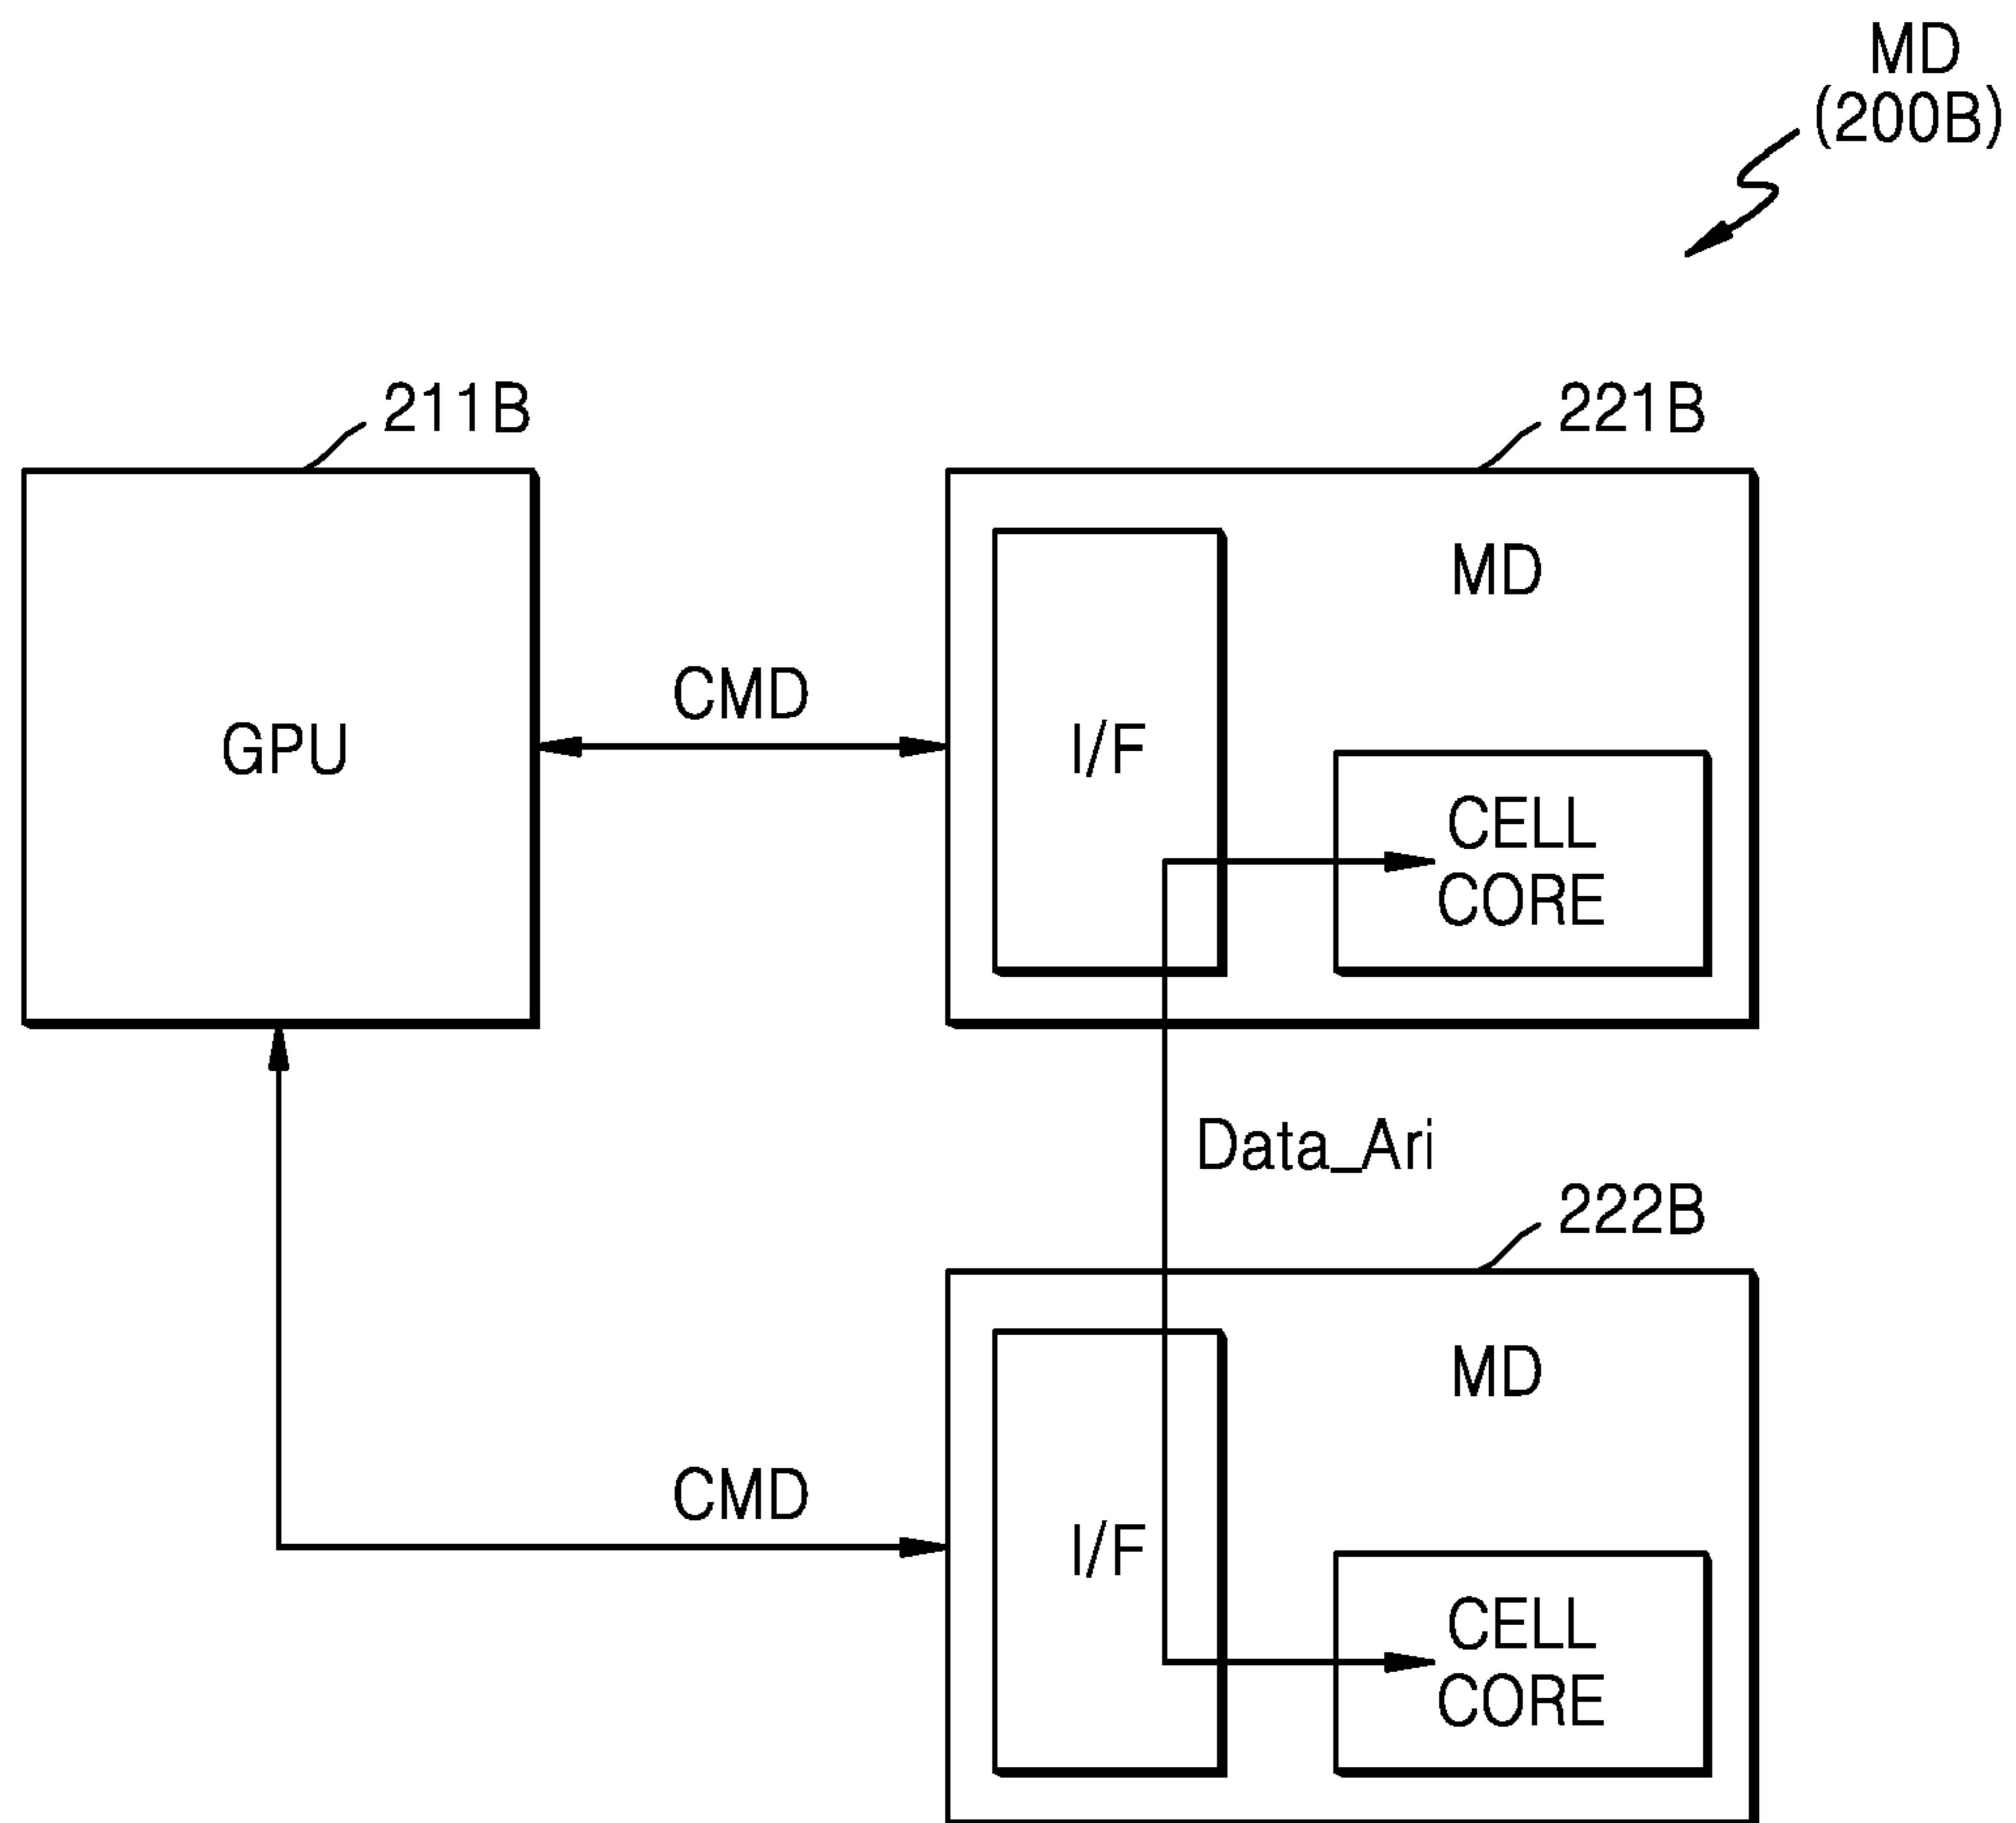 MD
(200B)
211B
221B
MD
CMD
GPU
I/F
CELL
CORE
Data_Ari
222B
MD
CMD
I/F
CELL
CORE